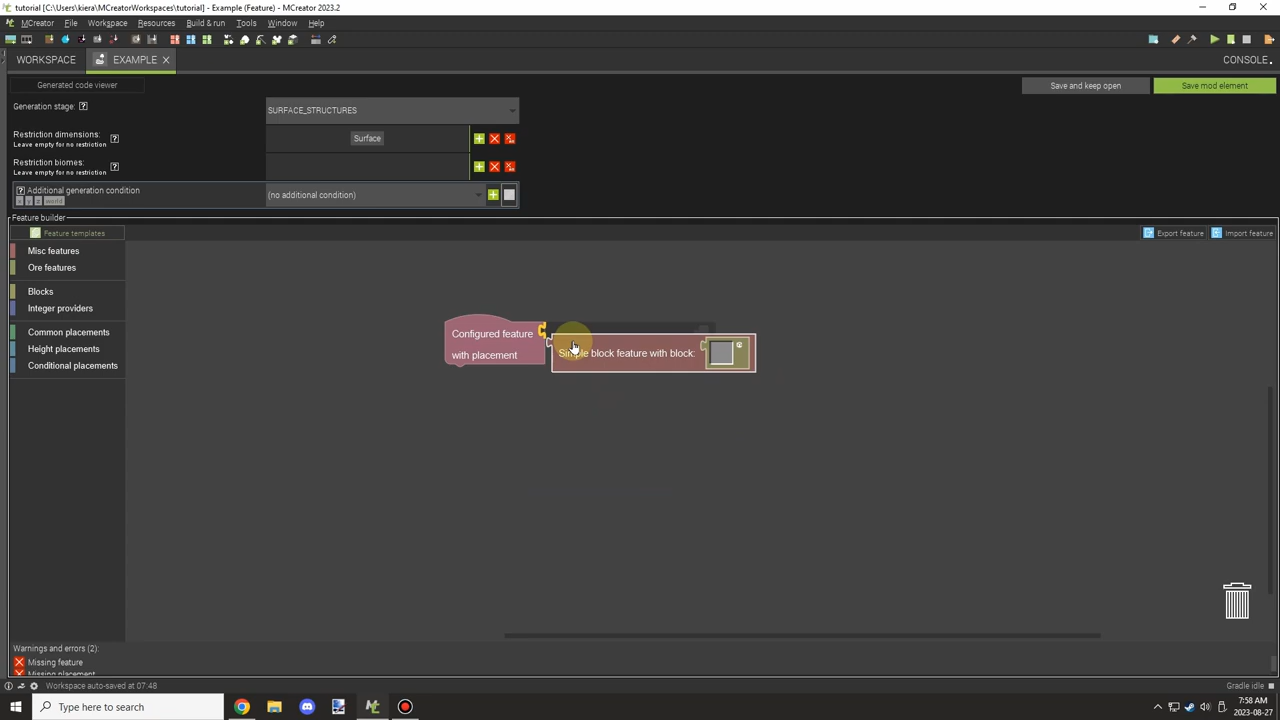 tutorial [C:\Users\kiera\MCreatorWorkspaces\tutorial] - Example (Feature) - MCreator 2023.2
MCreator File Workspace Resources Build & run Tools Window Help
WORKSPACE EXAMPLE CONSOLE
Generated code viewer Save and keep open Save mod element
Generation stage: ? SURFACE_STRUCTURES
Restriction dimensions: ? Surface
Leave empty for no restriction
Restriction biomes: ?
Leave empty for no restriction
? Additional generation condition (no additional condition)
x y z world
Feature builder
Feature templates Export feature Import feature
Misc features
Ore features
Blocks
Integer providers
Common placements
Height placements
Conditional placements
Configured feature
with placement
Simple block feature with block:
Warnings and errors (2):
Missing feature
Missing placement
Workspace auto-saved at 07:48 Gradle idle
Type here to search
7:58 AM
2023-08-27